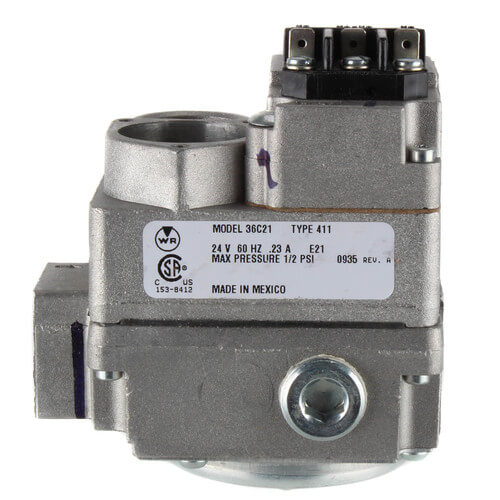 MODEL 36C21 TYPE 411
WR
24 V 60 HZ .23 A E21
MAX PRESSURE 1/2 PSI 0935 REV. A
SA
C US
153-8412
MADE IN MEXICO